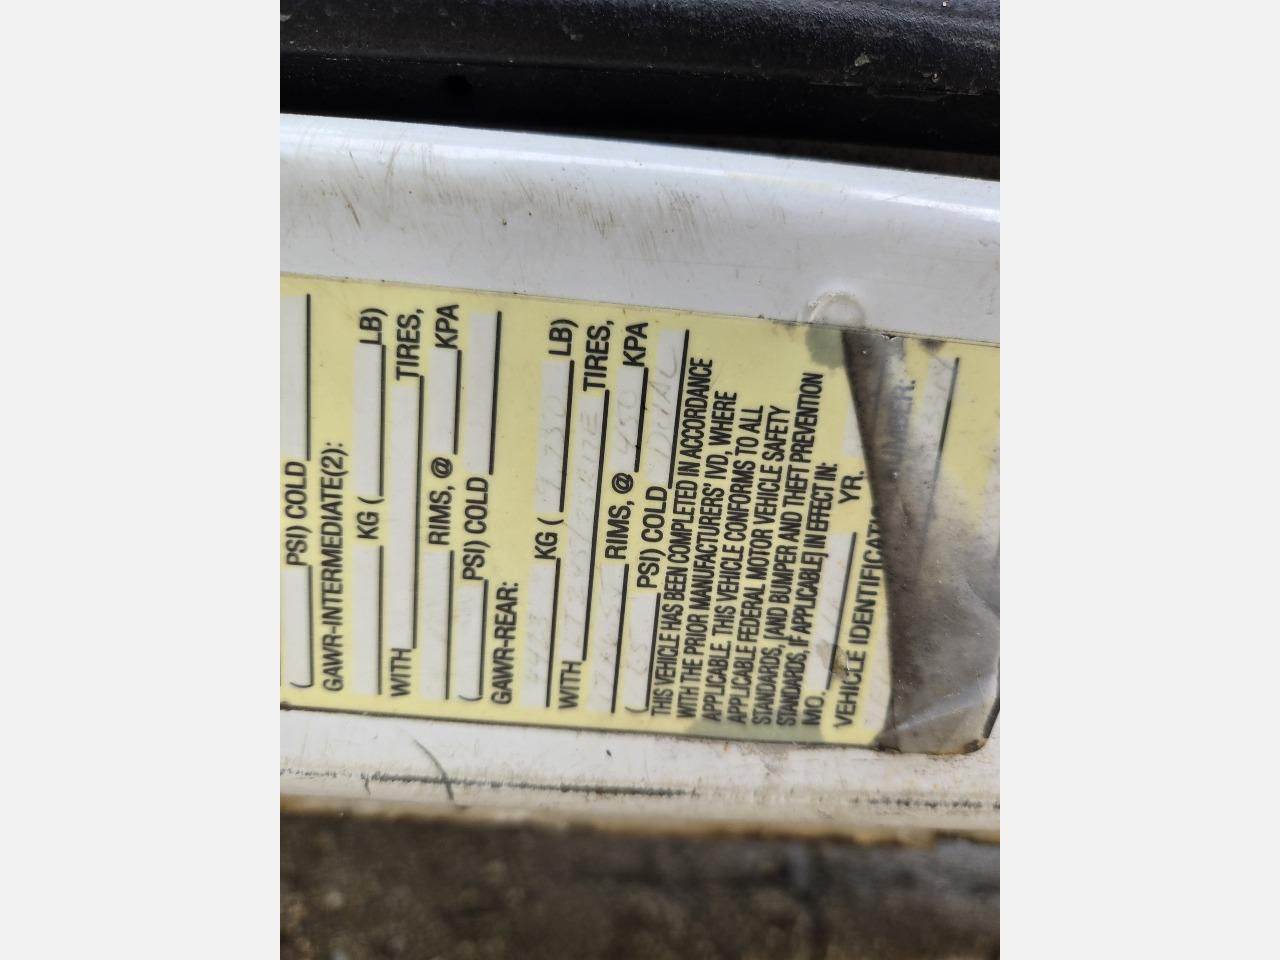 PSI) COLD
GAWR-INTERMEDIATE(2):
KG ( LB)
WITH TIRES,
RIMS, @ KPA
( PSI) COLD
GAWR-REAR:
KG ( LB)
WITH TIRES,
RIMS, @ KPA
( PSI) COLD DUAL
THIS VEHICLE HAS BEEN COMPLETED IN ACCORDANCE
WITH THE PRIOR MANUFACTURERS' IVD, WHERE
APPLICABLE. THIS VEHICLE CONFORMS TO ALL
APPLICABLE FEDERAL MOTOR VEHICLE SAFETY
STANDARDS, [AND BUMPER AND THEFT PREVENTION
STANDARDS, IF APPLICABLE] IN EFFECT IN:
MO. YR.
VEHICLE IDENTIFICATIO